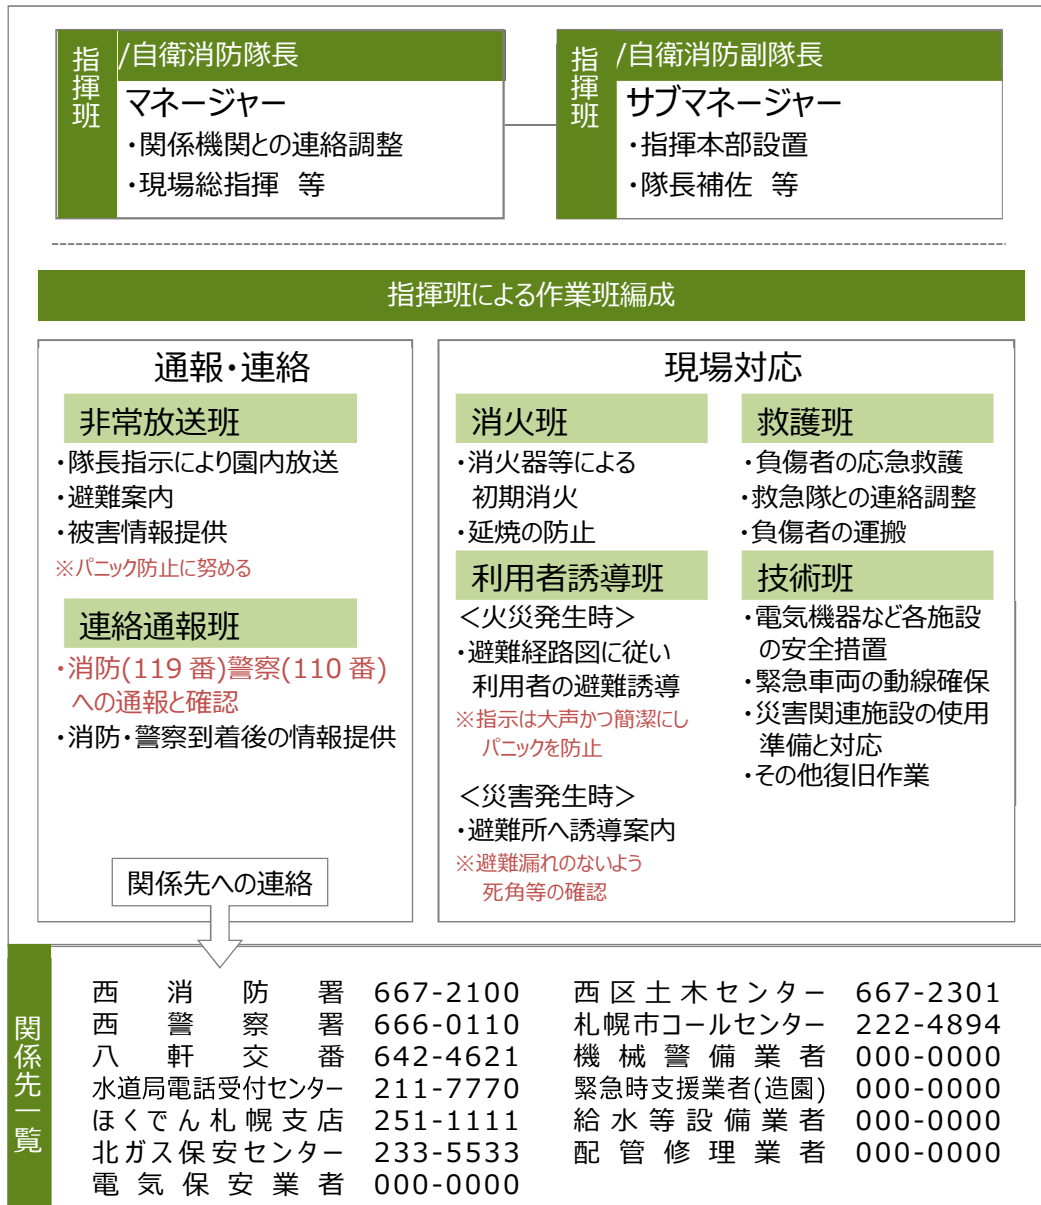 指揮班
/自衛消防隊長
マネージャー
・関係機関との連絡調整
・現場総指揮 等
指揮班
/自衛消防副隊長
サブマネージャー
・指揮本部設置
・隊長補佐 等
指揮班による作業班編成
通報・連絡
非常放送班
・隊長指示により園内放送
・避難案内
・被害情報提供
※パニック防止に努める
連絡通報班
・消防(119 番)警察(110 番)
への通報と確認
・消防・警察到着後の情報提供
関係先への連絡
現場対応
消火班
・消火器等による
初期消火
・延焼の防止
利用者誘導班
<火災発生時>
・避難経路図に従い
利用者の避難誘導
※指示は大声かつ簡潔にし
パニックを防止
<災害発生時>
・避難所へ誘導案内
※避難漏れのないよう
死角等の確認
救護班
・負傷者の応急救護
・救急隊との連絡調整
・負傷者の運搬
技術班
・電気機器など各施設
の安全措置
・緊急車両の動線確保
・災害関連施設の使用
準備と対応
・その他復旧作業
関係先一覧
西消防署 667-2100
西警察署 666-0110
八軒交番 642-4621
水道局電話受付センター 211-7770
ほくでん札幌支店 251-1111
北ガス保安センター 233-5533
電気保安業者 000-0000
西区土木センター 667-2301
札幌市コールセンター 222-4894
機械警備業者 000-0000
緊急時支援業者(造園) 000-0000
給水等設備業者 000-0000
配管修理業者 000-0000